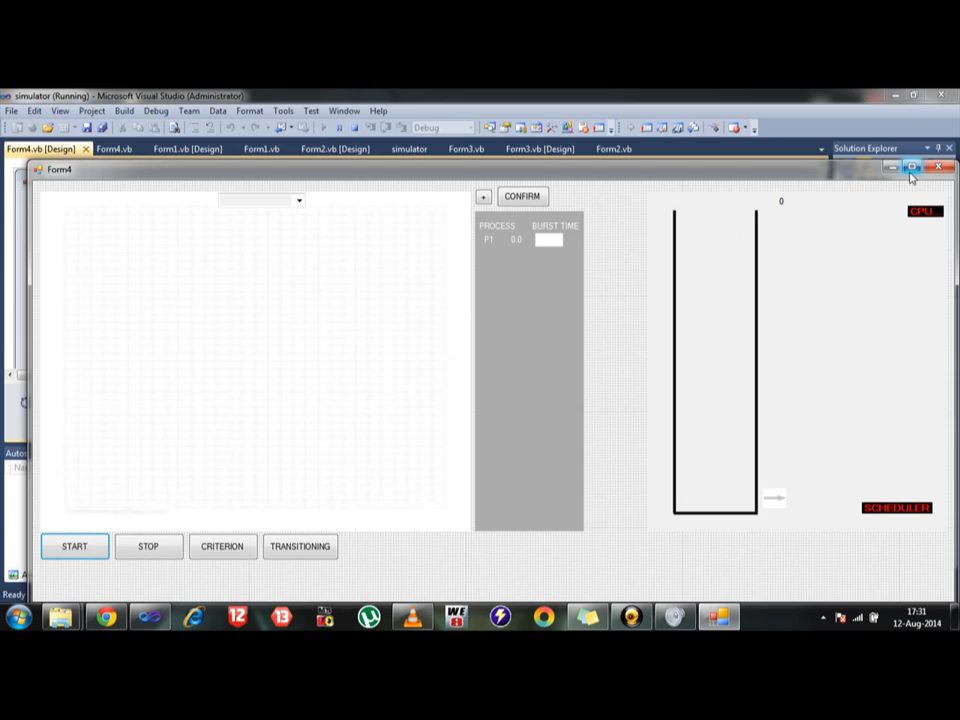 simulator (Running) - Microsoft Visual Studio (Administrator)
File Edit View Project Build Debug Team Data Format Tools Test Window Help
Debug
Form4.vb [Design] Form4.vb Form1.vb [Design] Form1.vb Form2.vb [Design] simulator Form3.vb Form3.vb [Design] Form2.vb Solution Explorer
Form4
+ CONFIRM
0
CPU...
PROCESS BURST TIME
P1 0.0
Autos
SCHEDULER
START STOP CRITERION TRANSITIONING
Ready
12 13 WE
17:31
12-Aug-2014